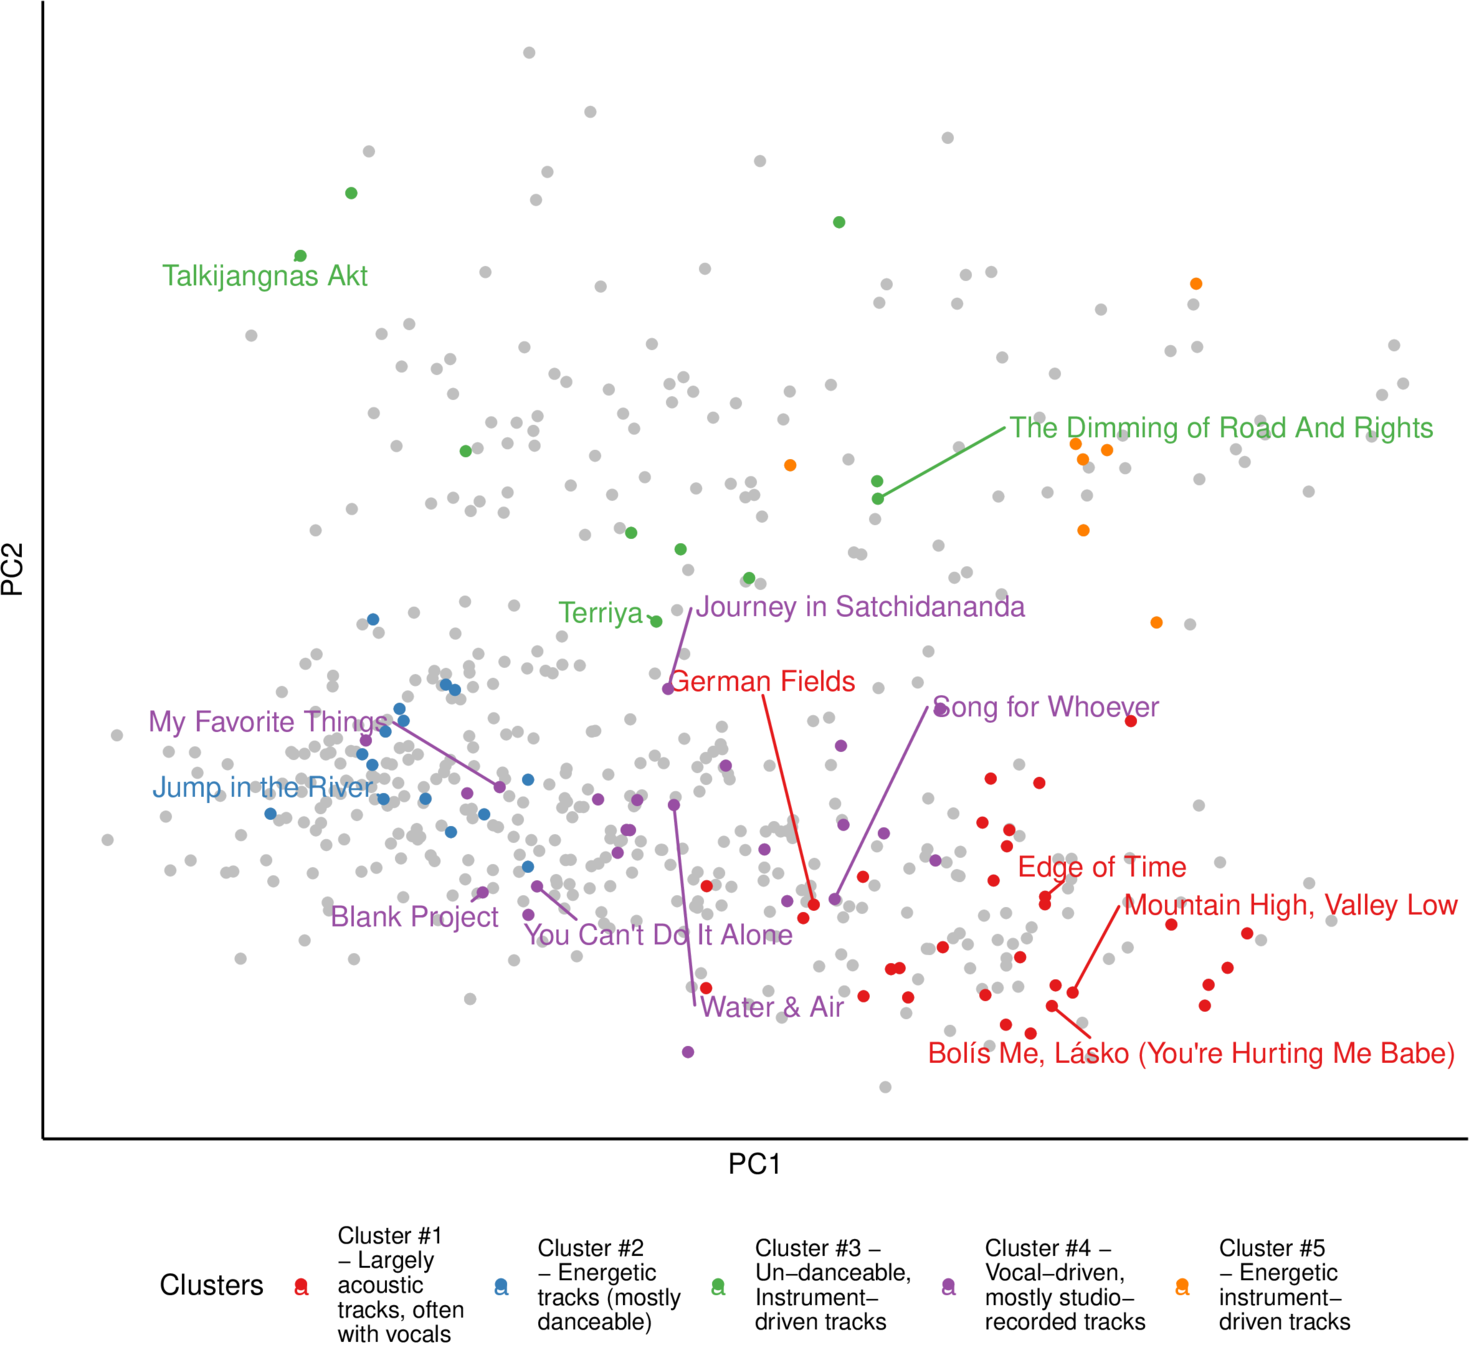 Talkijangnas Akt
The Dimming of Road And Rights
PC2
Terriya
Journey in Satchidananda
German Fields
Song for Whoever
My Favorite Things
Jump in the River
Edge of Time
Mountain High, Valley Low
Blank Project
You Can't Do It Alone
Water & Air
Bolís Me, Lásko (You're Hurting Me Babe)
PC1
Clusters
a
Cluster #1
– Largely
acoustic
tracks, often
with vocals
a
Cluster #2
– Energetic
tracks (mostly
danceable)
a
Cluster #3 –
Un–danceable,
Instrument–
driven tracks
a
Cluster #4 –
Vocal–driven,
mostly studio–
recorded tracks
a
Cluster #5
– Energetic
instrument–
driven tracks